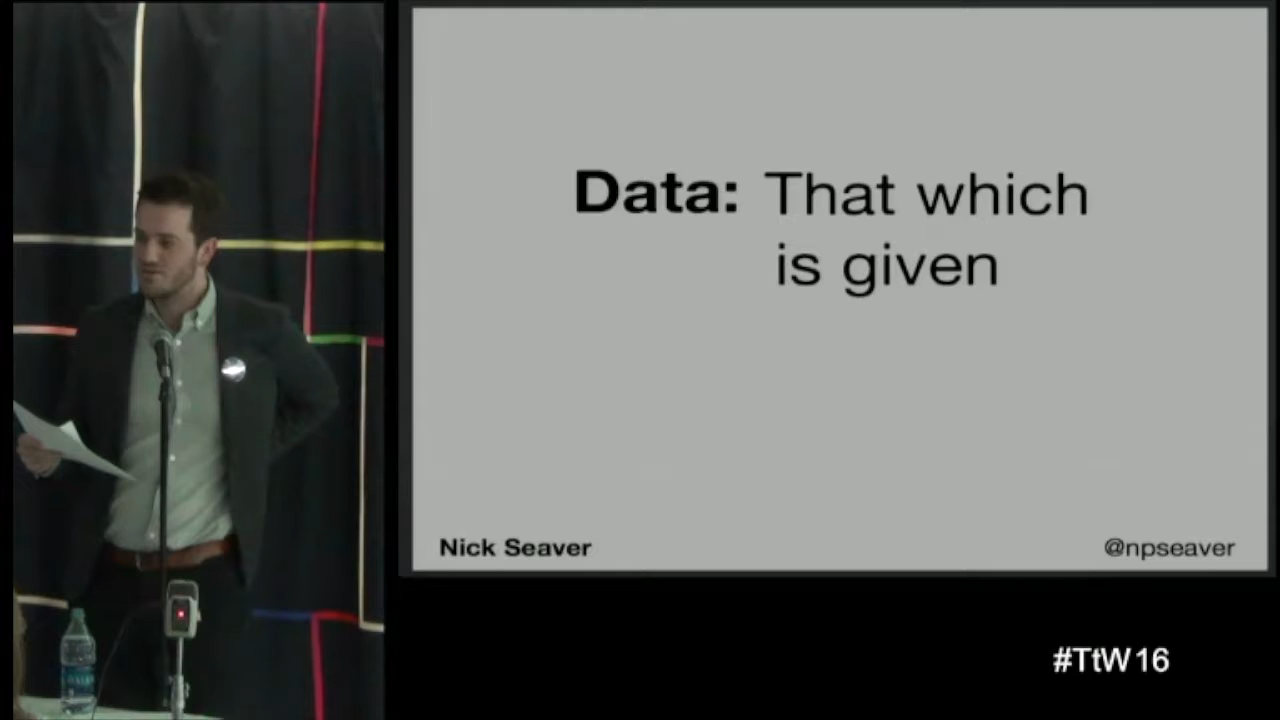 Data: That which
is given
Nick Seaver
@npseaver
#TtW16